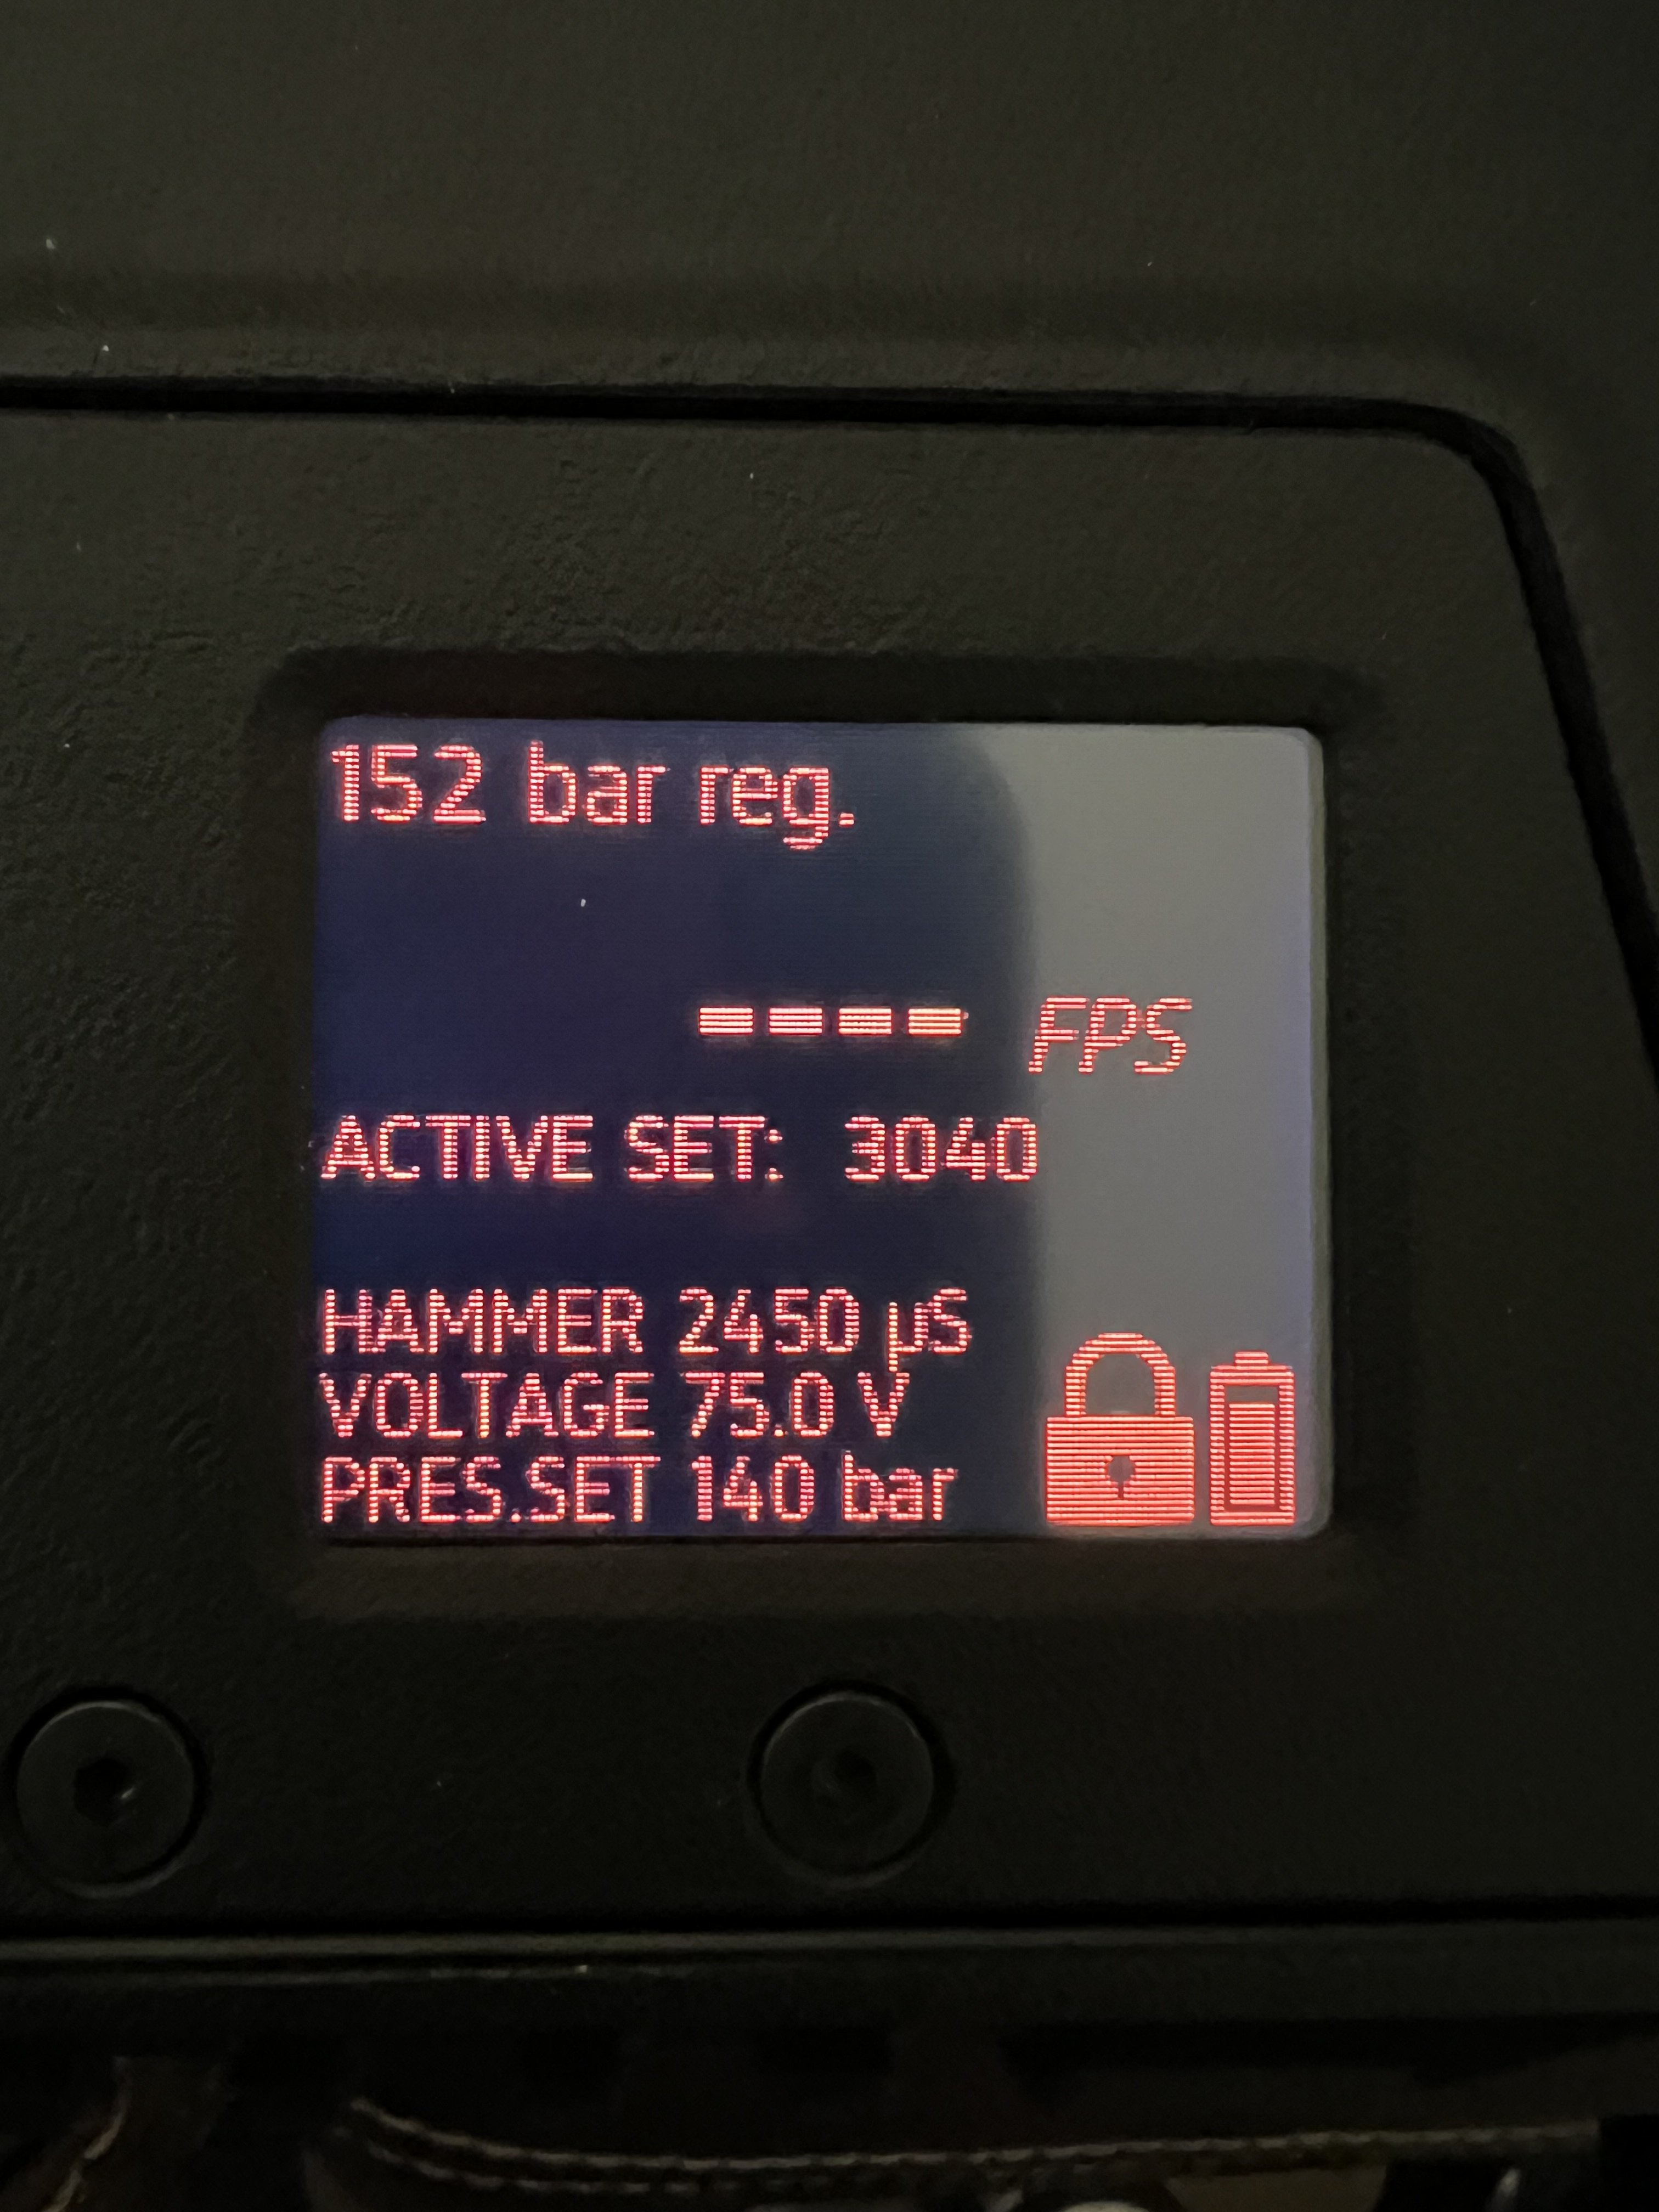 152 bar reg.
---- FPS
ACTIVE SET: 3040
HAMMER 2450 µS
VOLTAGE 75.0 V
PRES.SET 140 bar